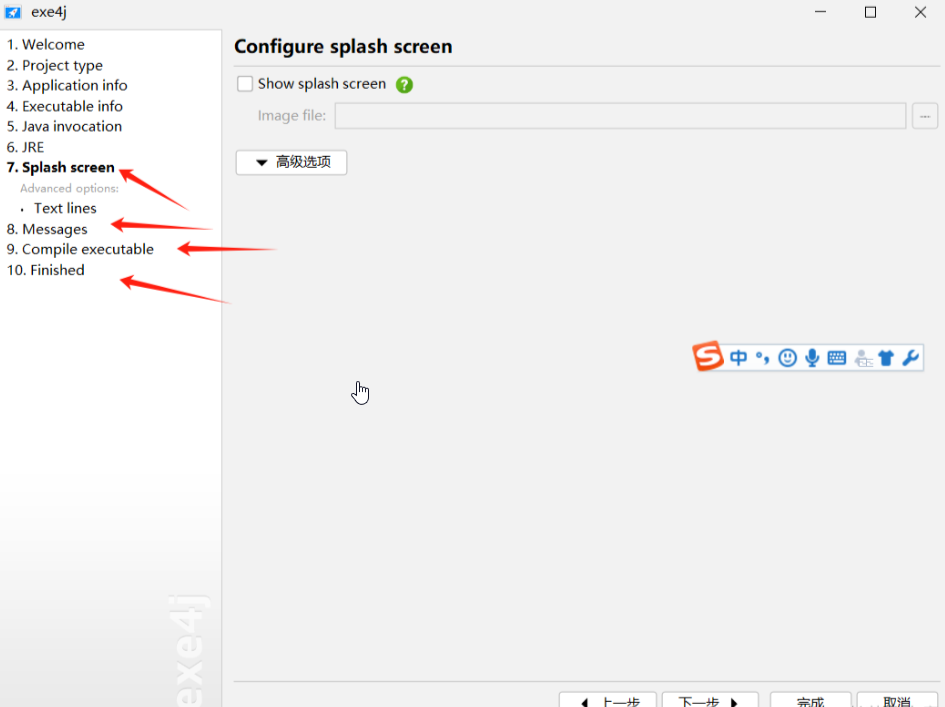 exe4j
1. Welcome
2. Project type
3. Application info
4. Executable info
5. Java invocation
6. JRE
7. Splash screen
Advanced options:
· Text lines
8. Messages
9. Compile executable
10. Finished
exe4j
Configure splash screen
Show splash screen ?
Image file:
...
高级选项
S 中 °,
上一步
下一步
完成
取消